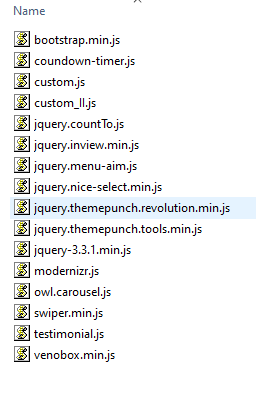 Name
bootstrap.min.js
coundown-timer.js
custom.js
custom_ll.js
jquery.countTo.js
jquery.inview.min.js
jquery.menu-aim.js
jquery.nice-select.min.js
jquery.themepunch.revolution.min.js
jquery.themepunch.tools.min.js
jquery-3.3.1.min.js
modernizr.js
owl.carousel.js
swiper.min.js
testimonial.js
venobox.min.js